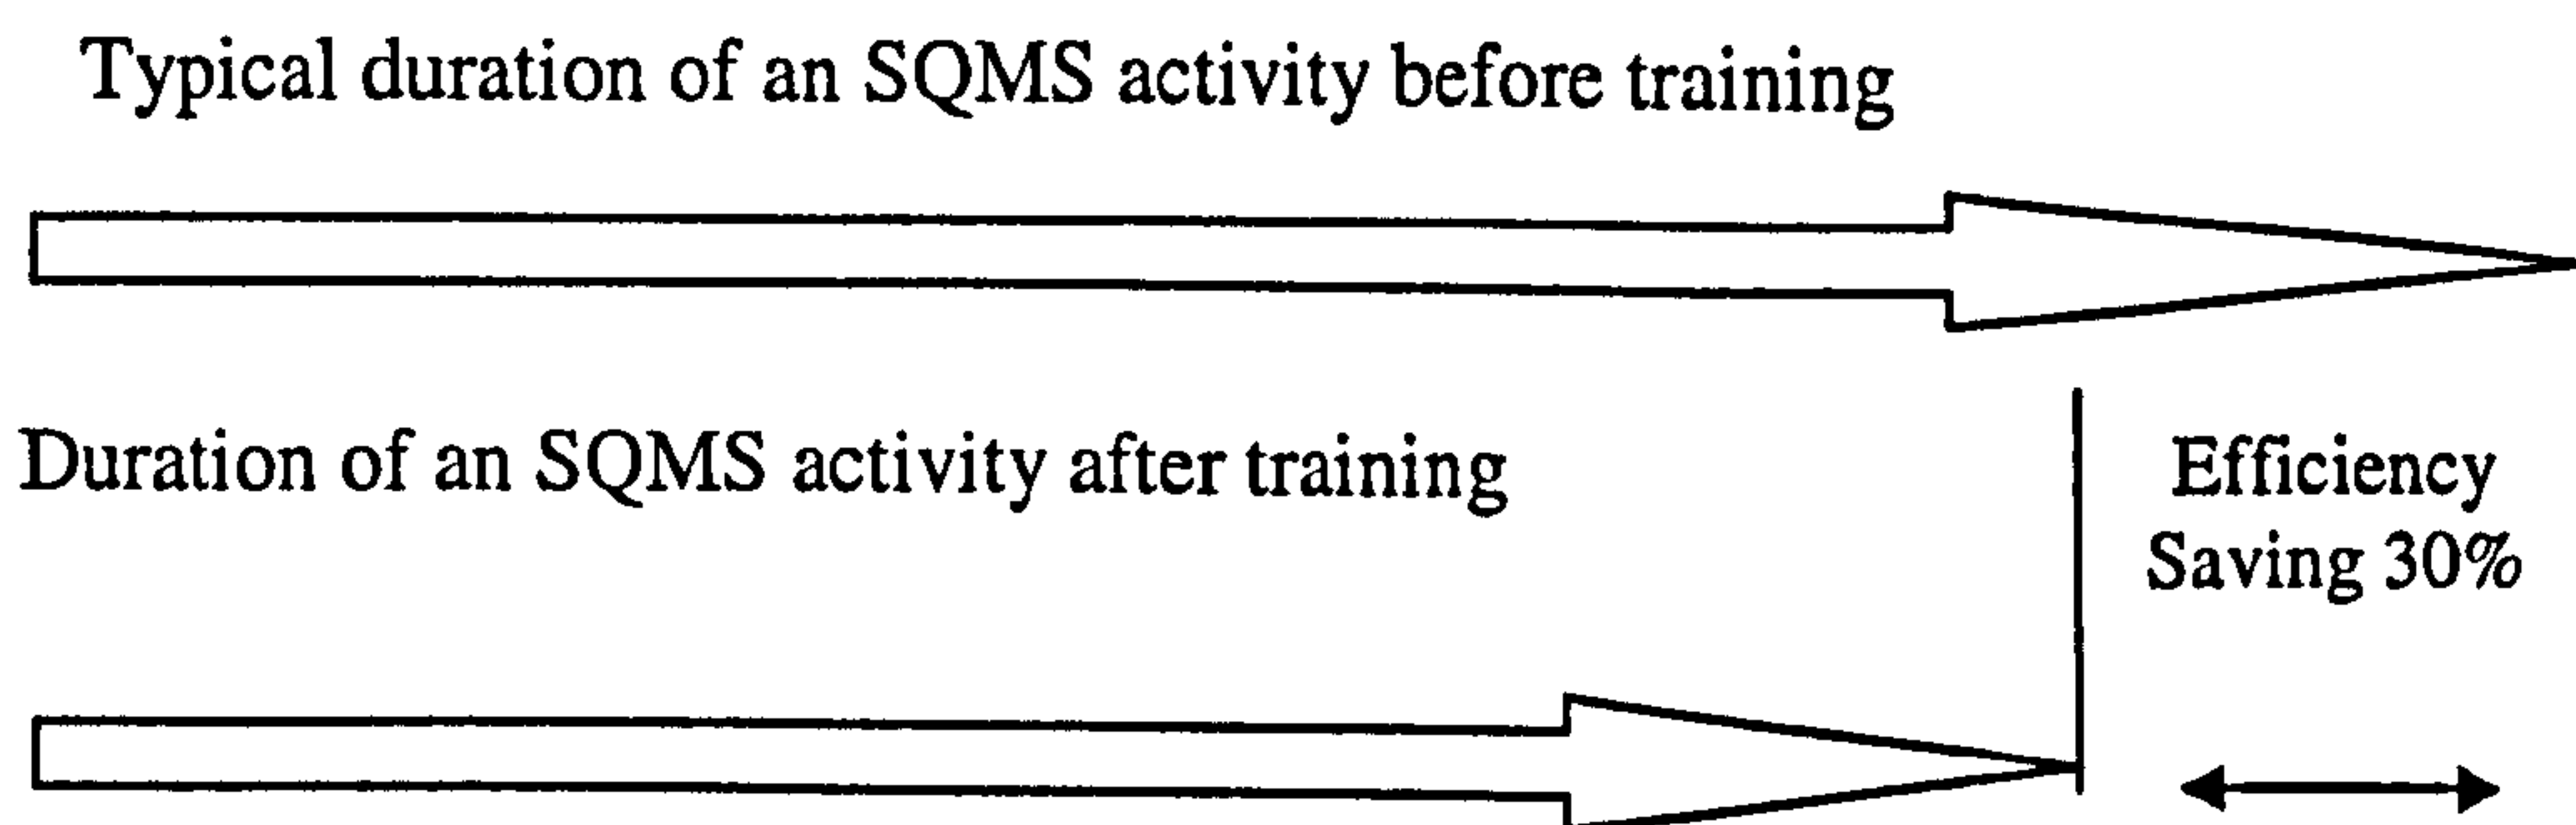 Typical duration of an SQMS activity before training
Duration of an SQMS activity after training
Efficiency
Saving 30%